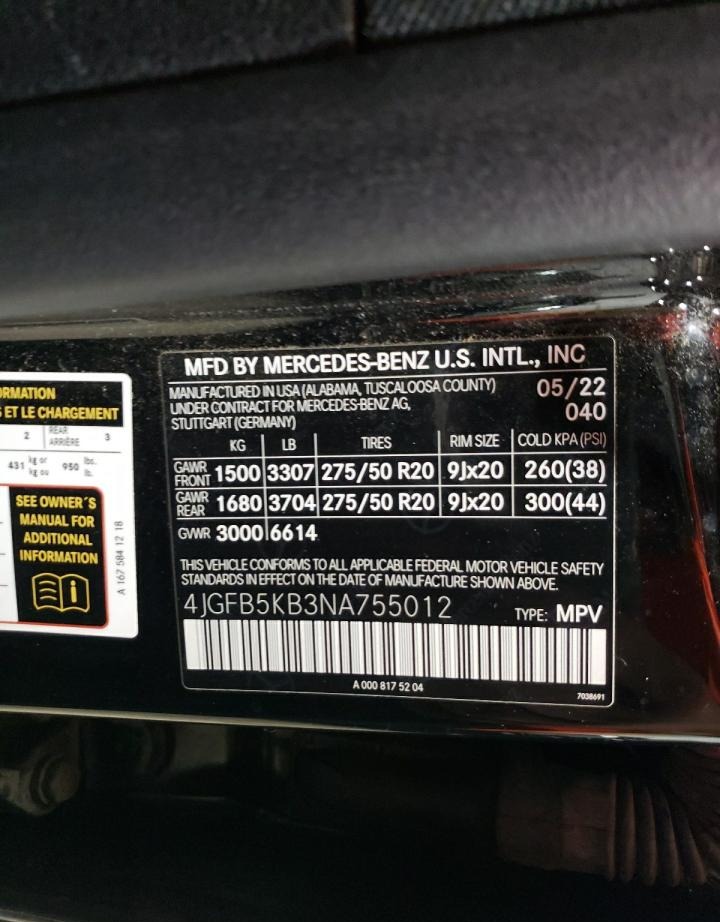 RMATION
S ET LE CHARGEMENT
2 REAR ARRIÈRE 3
431 kg or kg ou 950 lbs. lb.
SEE OWNER'S
MANUAL FOR
ADDITIONAL
INFORMATION
A 167 584 12 18
MFD BY MERCEDES-BENZ U.S. INTL., INC
MANUFACTURED IN USA (ALABAMA, TUSCALOOSA COUNTY) 05/22
UNDER CONTRACT FOR MERCEDES-BENZ AG, 040
STUTTGART (GERMANY)
KG LB TIRES RIM SIZE COLD KPA (PSI)
GAWR FRONT 1500 3307 275/50 R20 9Jx20 260(38)
GAWR REAR 1680 3704 275/50 R20 9Jx20 300(44)
GVWR 3000 6614
THIS VEHICLE CONFORMS TO ALL APPLICABLE FEDERAL MOTOR VEHICLE SAFETY
STANDARDS IN EFFECT ON THE DATE OF MANUFACTURE SHOWN ABOVE.
4JGFB5KB3NA755012 TYPE: MPV
A 000 817 52 04 7038691